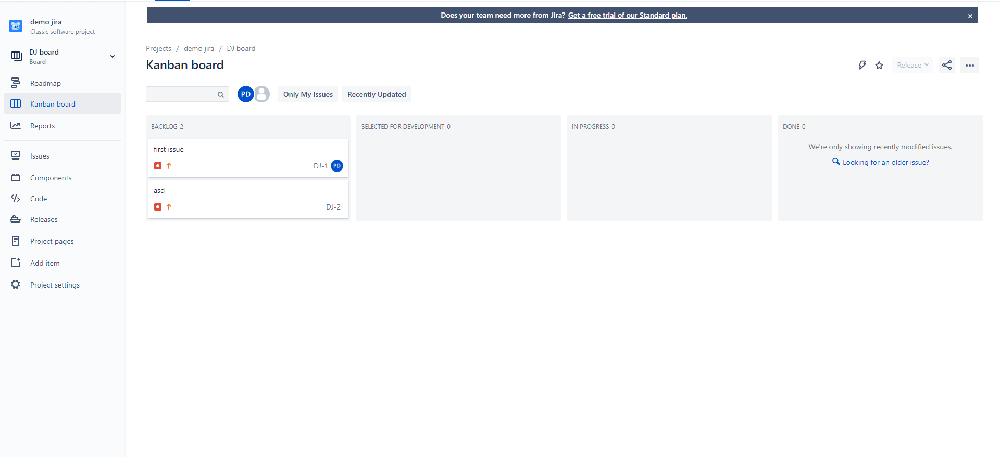 Does your team need more from Jira? Get a free trial of our Standard plan.
demo jira
Classic software project
DJ board
Board
Roadmap
Kanban board
Reports
Issues
Components
Code
Releases
Project pages
Add item
Project settings
Projects / demo jira / DJ board
Kanban board
Release
PD
Only My Issues
Recently Updated
BACKLOG 2
first issue
DJ-1 PD
asd
DJ-2
SELECTED FOR DEVELOPMENT 0
IN PROGRESS 0
DONE 0
We're only showing recently modified issues.
Looking for an older issue?